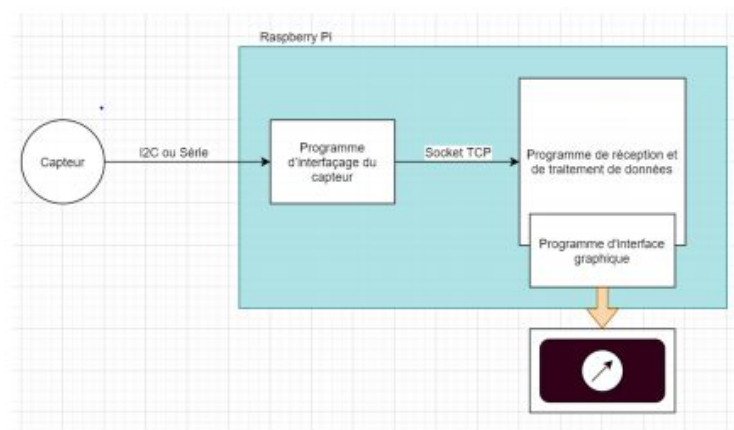 Raspberry Pi
Capteur
I2C ou Série
Programme
d'interfaçage du
capteur
Socket TCP
Programme de réception et
de traitement de données
Programme d'interface
graphique